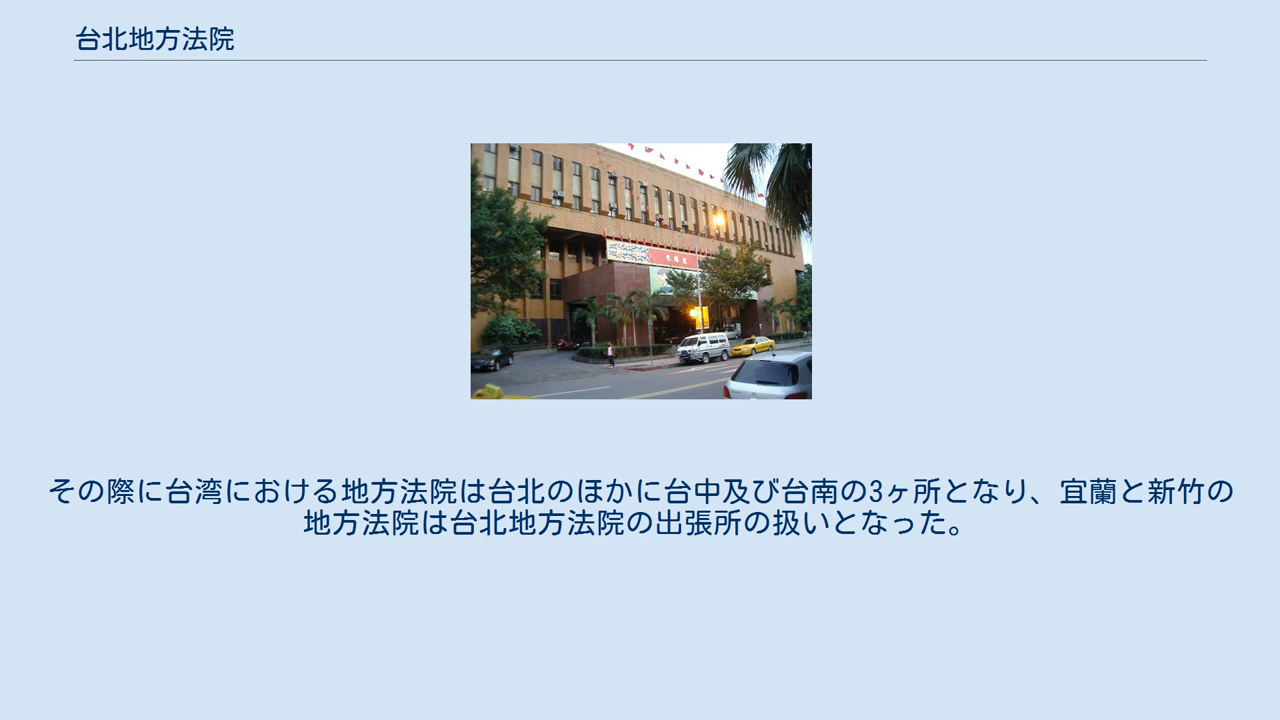 台北地方法院
その際に台湾における地方法院は台北のほかに台中及び台南の3ヶ所となり、宜蘭と新竹の
地方法院は台北地方法院の出張所の扱いとなった。